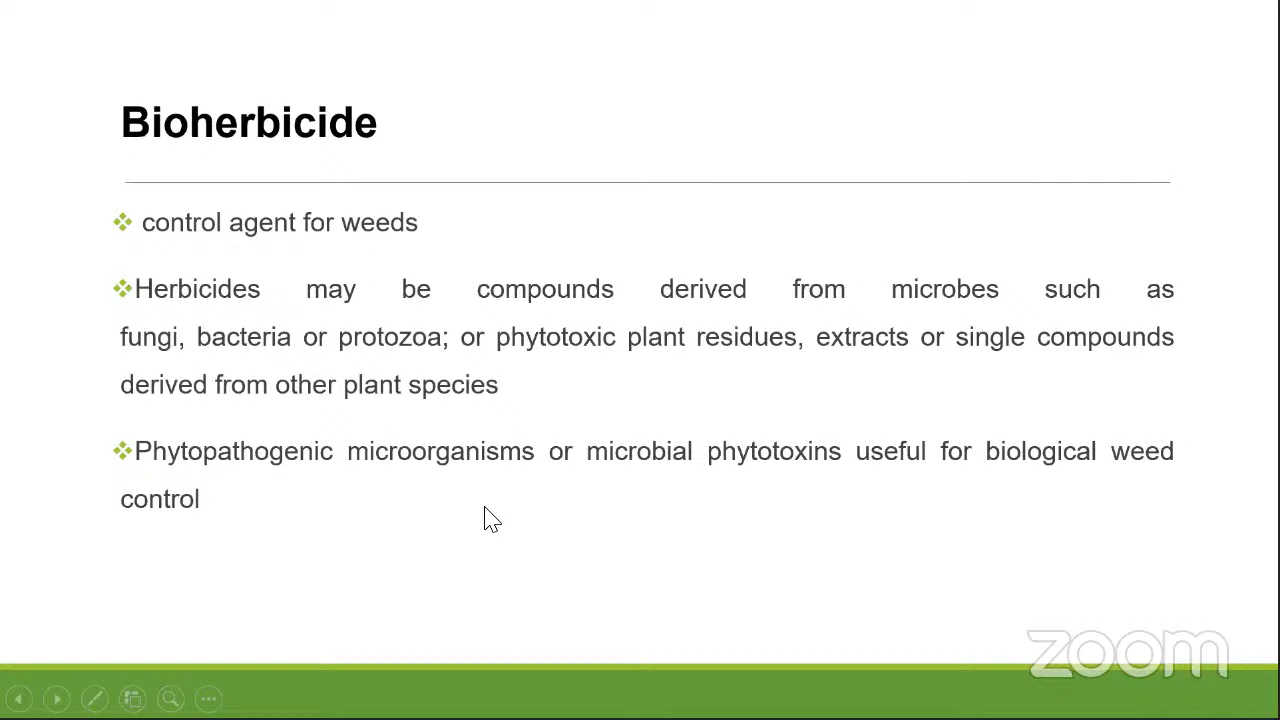 Bioherbicide
control agent for weeds
Herbicides may be compounds derived from microbes such as
fungi, bacteria or protozoa; or phytotoxic plant residues, extracts or single compounds
derived from other plant species
Phytopathogenic microorganisms or microbial phytotoxins useful for biological weed
control
zoom